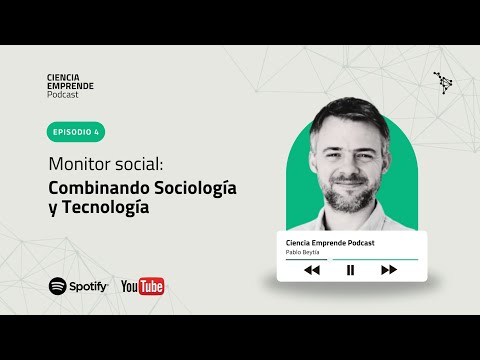 CIENCIA
EMPRENDE
Podcast
EPISODIO 4
Monitor social:
Combinando Sociología
y Tecnología
Ciencia Emprende Podcast
Pablo Beytía
Spotify
YouTube